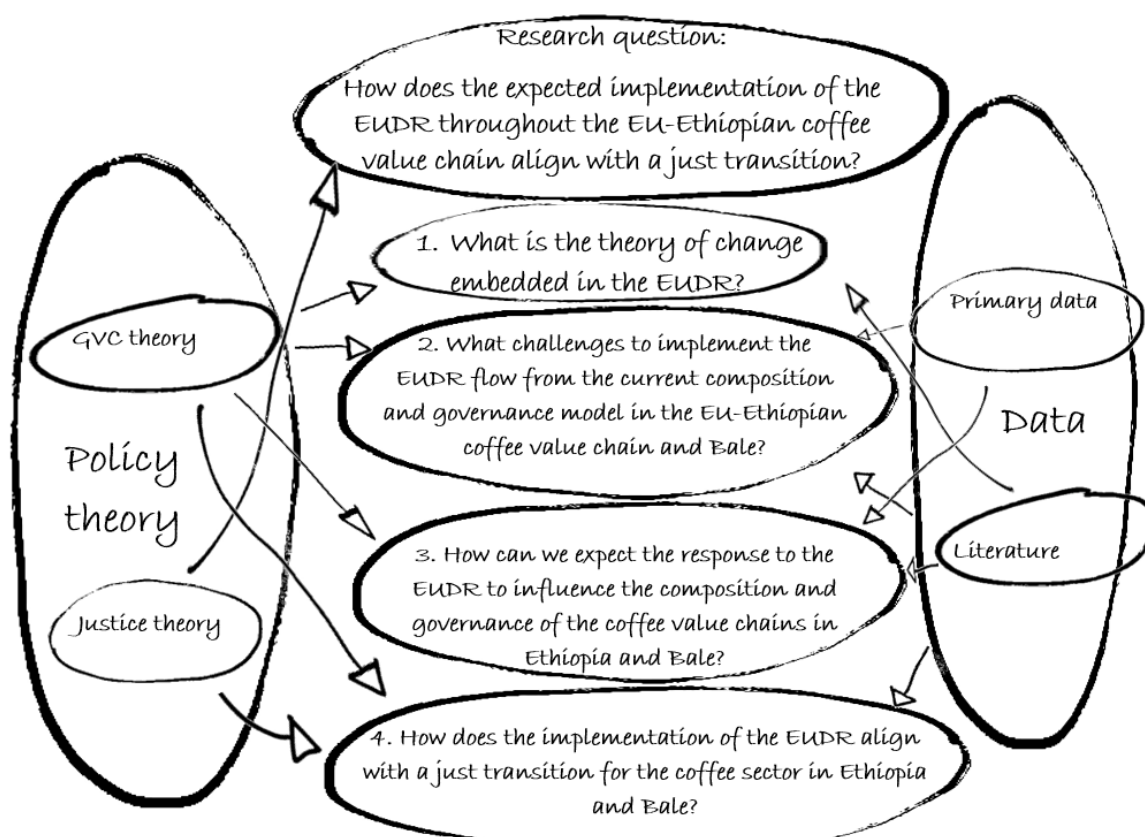 Research question:
How does the expected implementation of the
EUDR throughout the EU-Ethiopian coffee
value chain align with a just transition?
1. What is the theory of change
embedded in the EUDR?
2. What challenges to implement the
EUDR flow from the current composition
and governance model in the EU-Ethiopian
coffee value chain and Bale?
3. How can we expect the response to the
EUDR to influence the composition and
governance of the coffee value chains in
Ethiopia and Bale?
4. How does the implementation of the EUDR align
with a just transition for the coffee sector in Ethiopia
and Bale?
GVC theory
Policy
theory
Justice theory
Primary data
Data
Literature